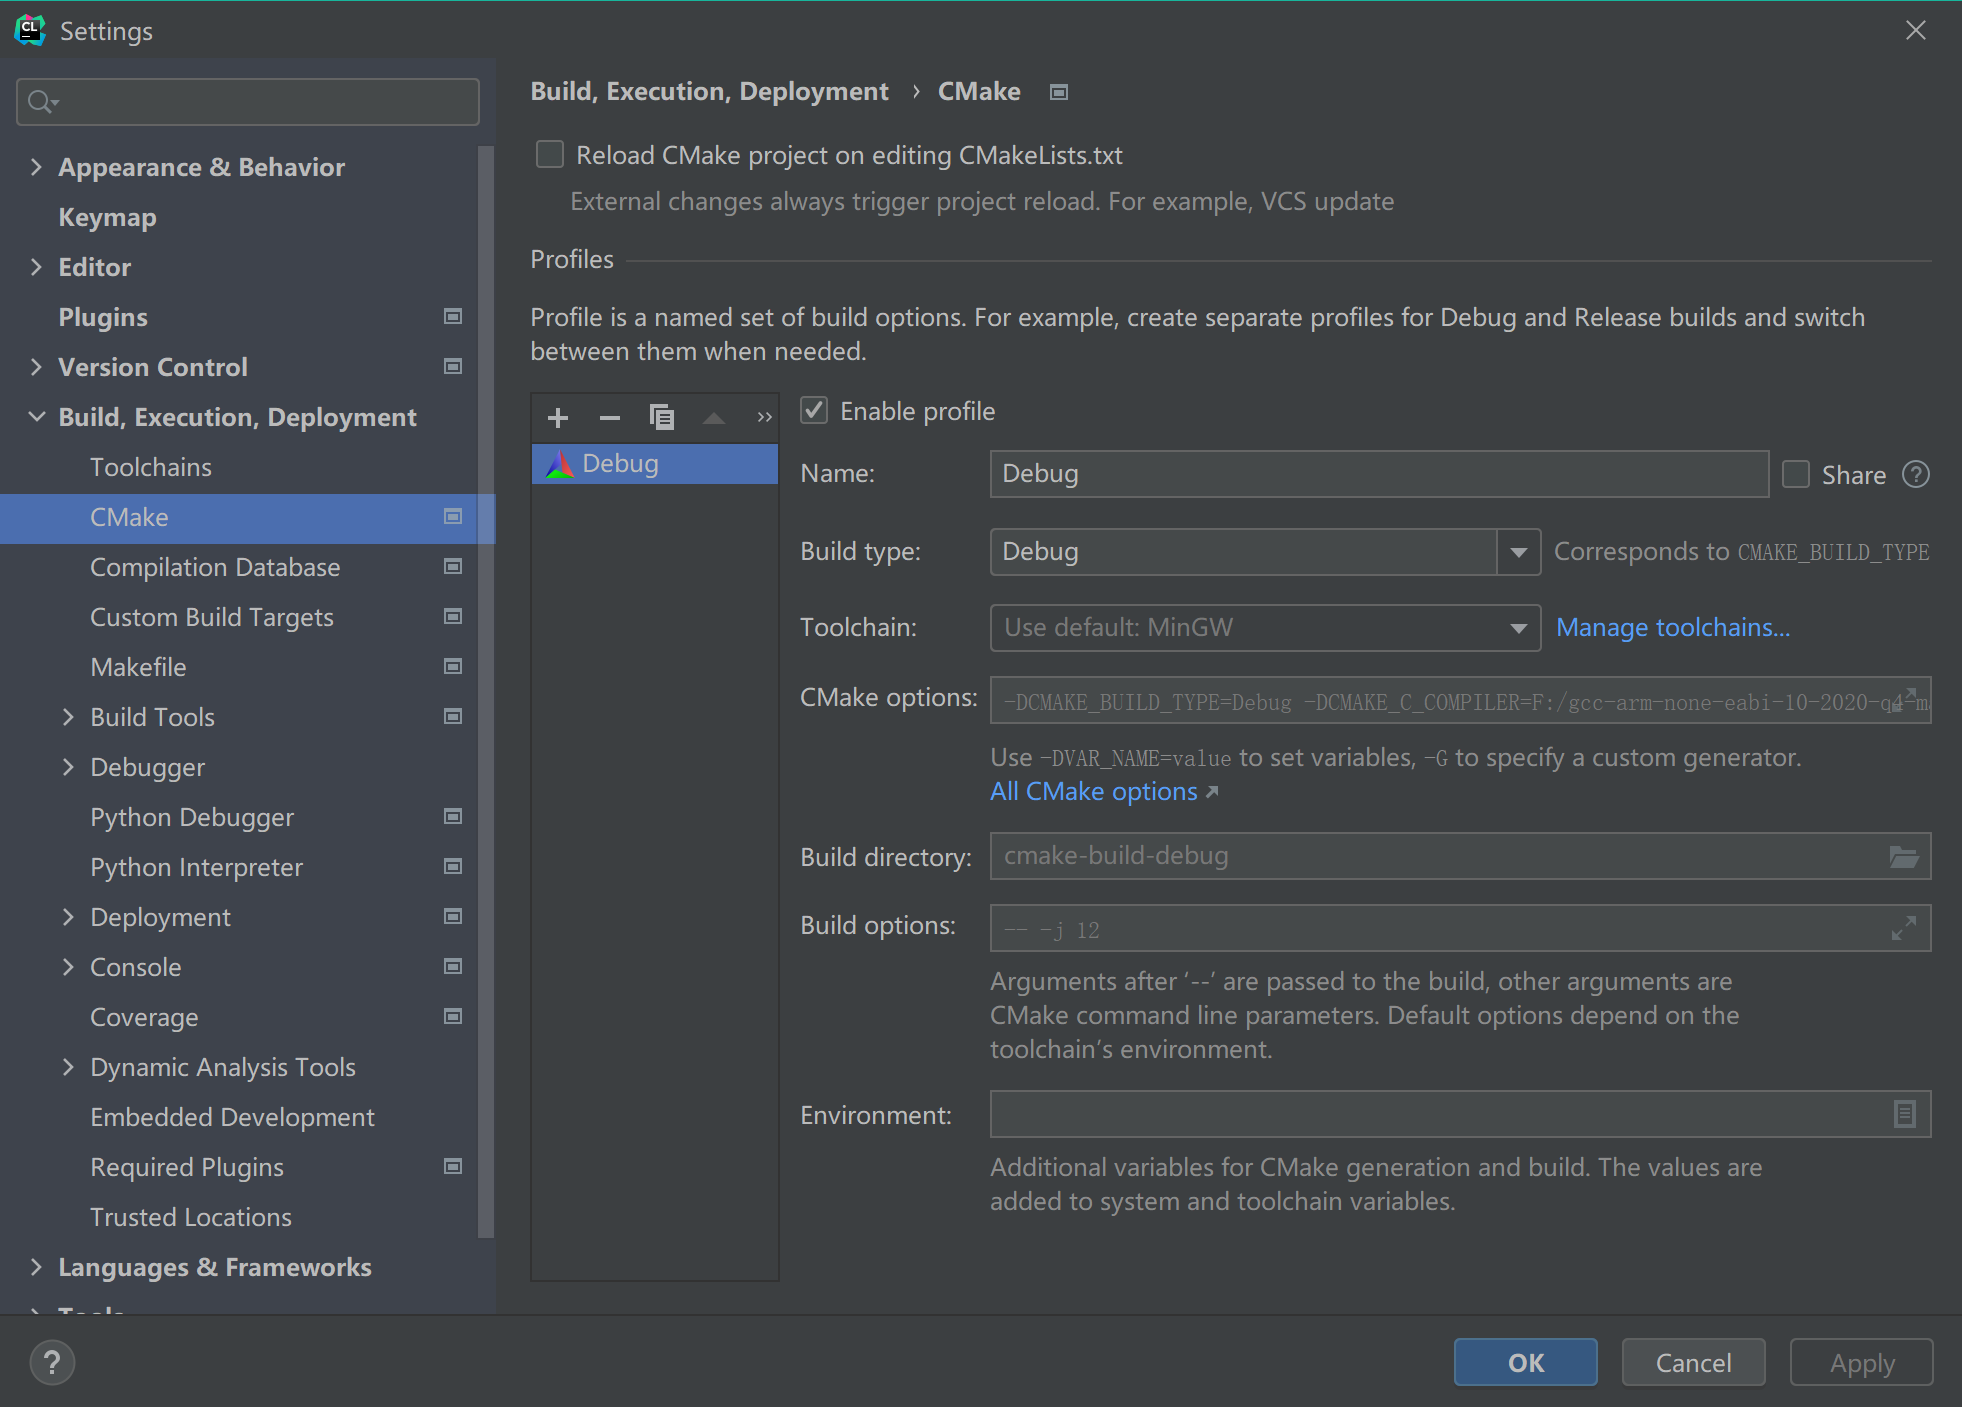 CL
Settings
Appearance & Behavior
Keymap
Editor
Plugins
Version Control
Build, Execution, Deployment
Toolchains
CMake
Compilation Database
Custom Build Targets
Makefile
Build Tools
Debugger
Python Debugger
Python Interpreter
Deployment
Console
Coverage
Dynamic Analysis Tools
Embedded Development
Required Plugins
Trusted Locations
Languages & Frameworks
Build, Execution, Deployment › CMake
Reload CMake project on editing CMakeLists.txt
External changes always trigger project reload. For example, VCS update
Profiles
Profile is a named set of build options. For example, create separate profiles for Debug and Release builds and switch
between them when needed.
Debug
Enable profile
Name: Debug Share ?
Build type: Debug Corresponds to CMAKE_BUILD_TYPE
Toolchain: Use default: MinGW Manage toolchains...
CMake options: -DCMAKE_BUILD_TYPE=Debug -DCMAKE_C_COMPILER=F:/gcc-arm-none-eabi-10-2020-q4-m
Use -DVAR_NAME=value to set variables, -G to specify a custom generator.
All CMake options
Build directory: cmake-build-debug
Build options: -- -j 12
Arguments after ‘--’ are passed to the build, other arguments are
CMake command line parameters. Default options depend on the
toolchain’s environment.
Environment:
Additional variables for CMake generation and build. The values are
added to system and toolchain variables.
?
OK
Cancel
Apply